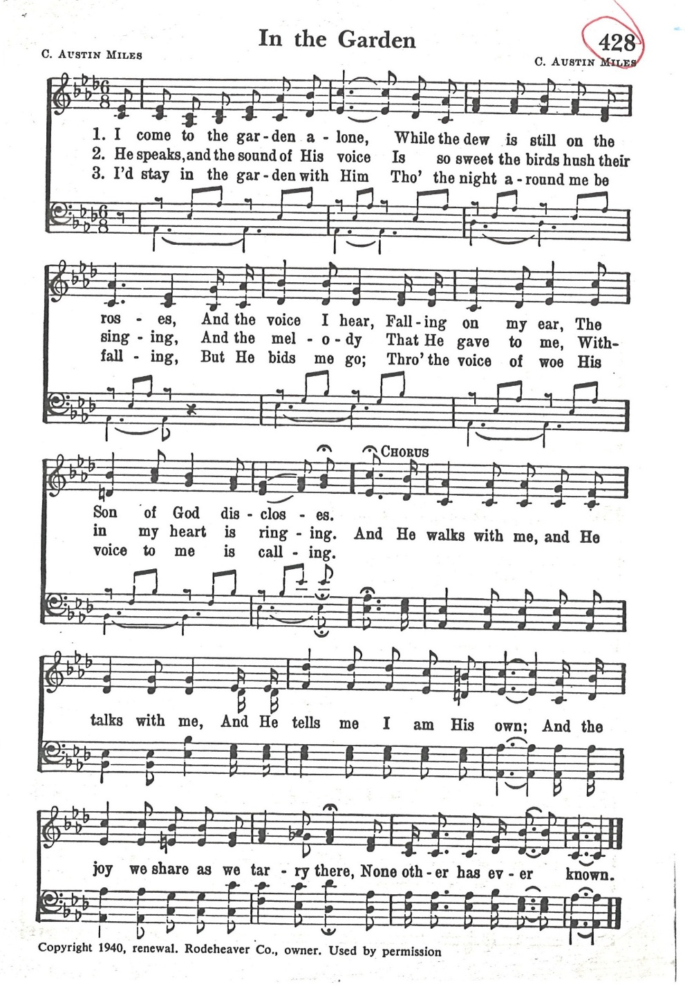 In the Garden
428
C. AUSTIN MILES
C. AUSTIN MILES
1. I come to the gar - den a - lone, While the dew is still on the
2. He speaks, and the sound of His voice Is so sweet the birds hush their
3. I'd stay in the gar - den with Him Tho' the night a - round me be
ros - es, And the voice I hear, Fall - ing on my ear, The
sing - ing, And the mel - o - dy That He gave to me, With-
fall - ing, But He bids me go; Thro' the voice of woe His
CHORUS
Son of God dis - clos - es.
in my heart is ring - ing. And He walks with me, and He
voice to me is call - ing.
talks with me, And He tells me I am His own; And the
joy we share as we tar - ry there, None oth - er has ev - er known.
Copyright 1940, renewal. Rodeheaver Co., owner. Used by permission